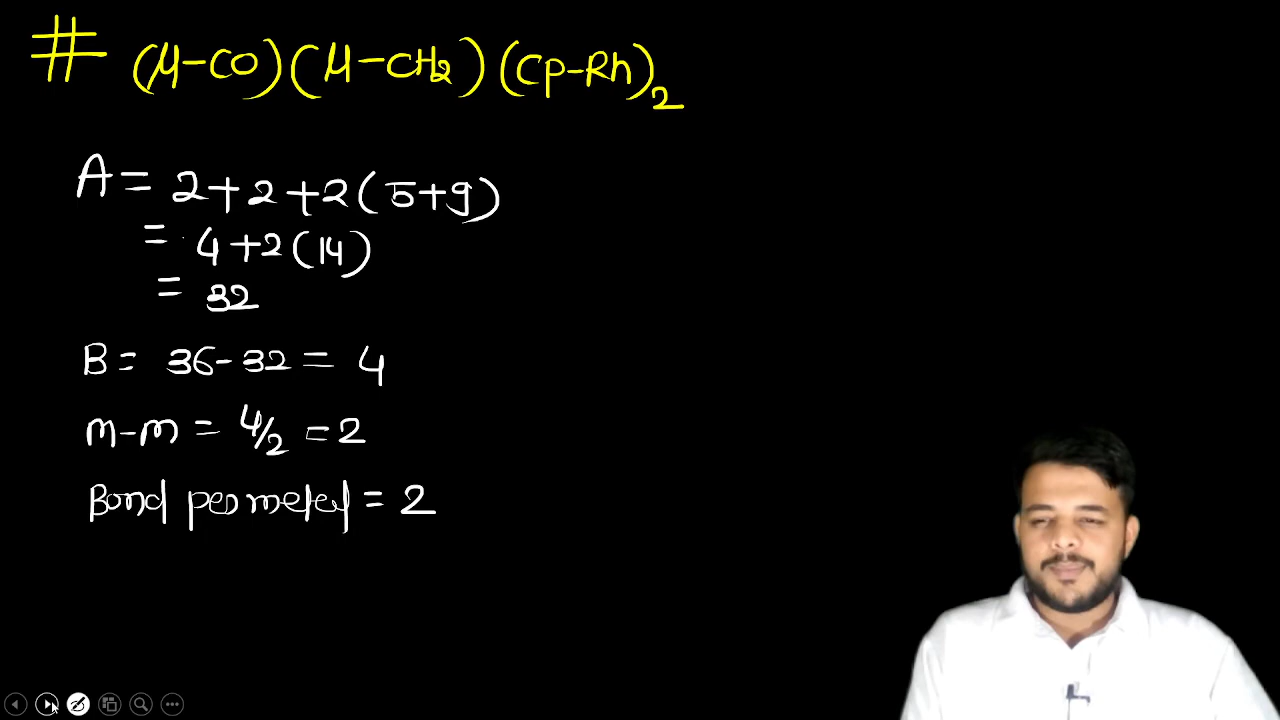 # (μ-CO)(μ-CH2)(Cp-Rh)2
A = 2+2+2(5+9)
= 4+2(14)
= 32
B = 36-32 = 4
m-m = 4/2 = 2
Bond per metal = 2